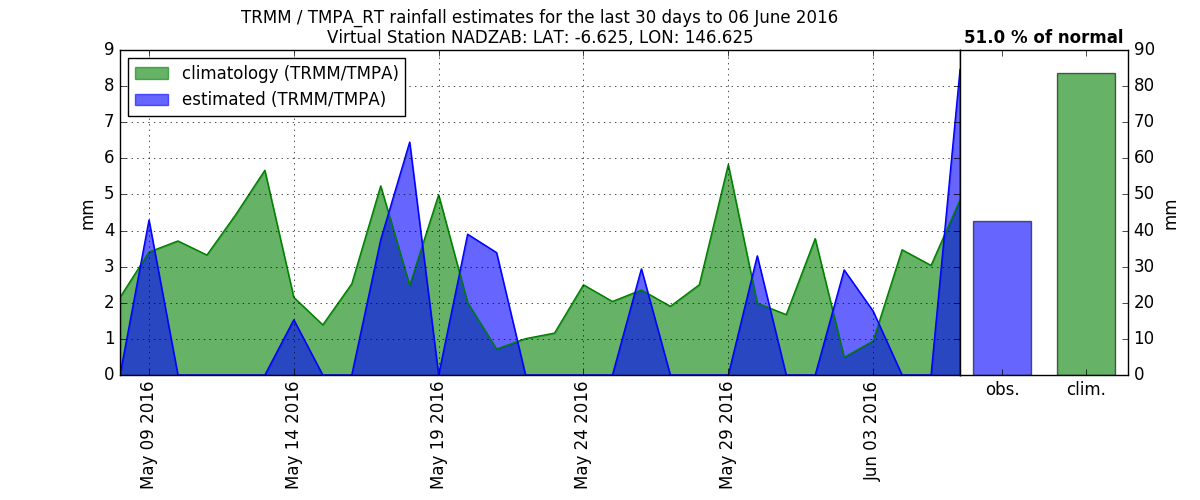 TRMM / TMPA_RT rainfall estimates for the last 30 days to 06 June 2016
Virtual Station NADZAB: LAT: -6.625, LON: 146.625
51.0 % of normal
climatology (TRMM/TMPA)
estimated (TRMM/TMPA)
9
8
7
6
5
4
3
2
1
0
mm
May 09 2016
May 14 2016
May 19 2016
May 24 2016
May 29 2016
Jun 03 2016
obs.
clim.
90
80
70
60
50
40
30
20
10
0
mm